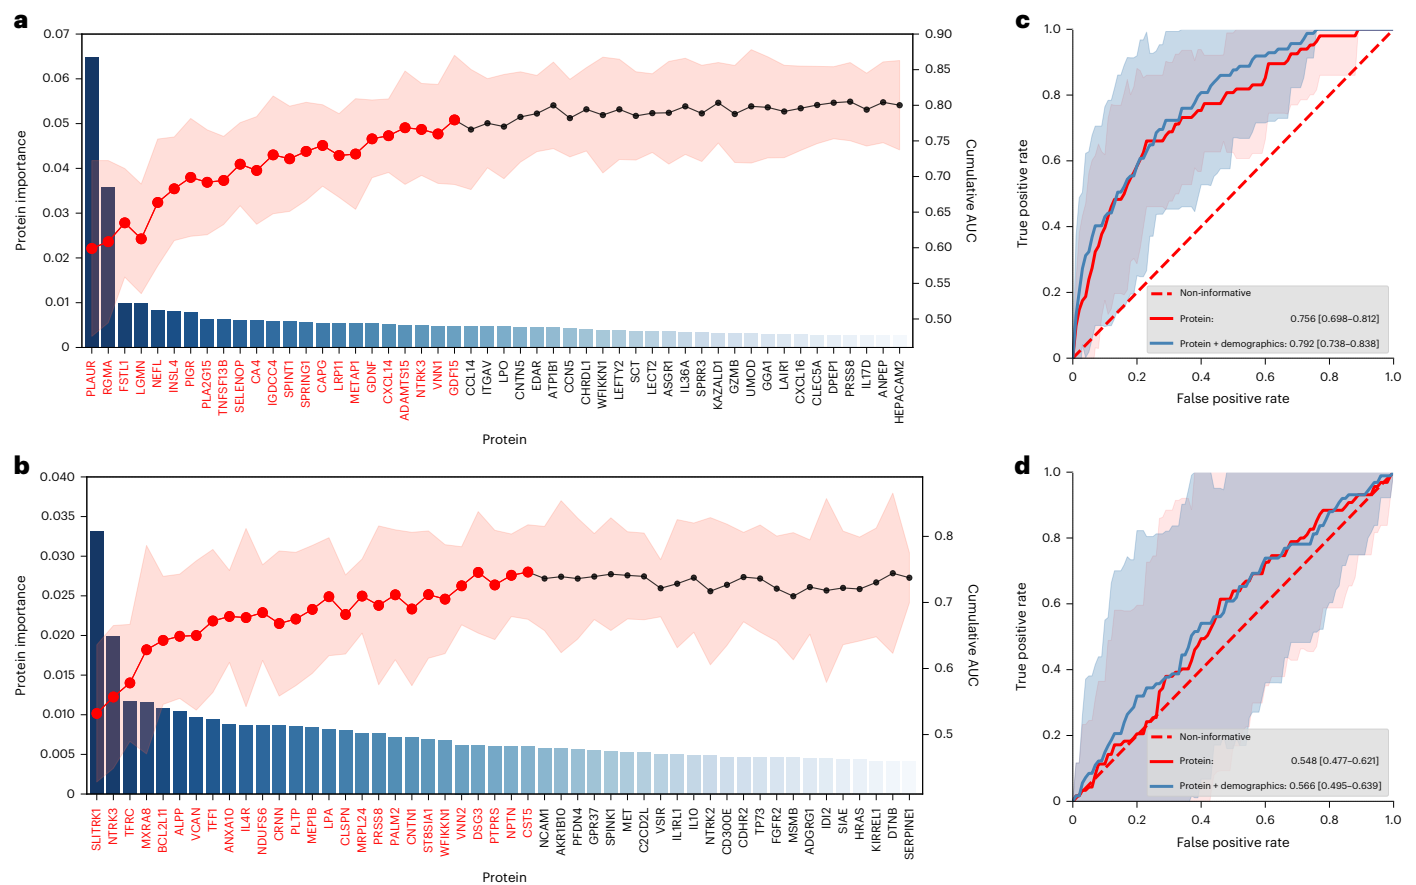 a
0.07
0.06
0.05
0.04
0.03
0.02
0.01
0
Protein importance
0.90
0.85
0.80
0.75
0.70
0.65
0.60
0.55
0.50
Cumulative AUC
PLAUR
RGMA
FSTL1
LGMN
NEFL
INSL4
PIGR
PLA2G15
TNFSF13B
SELENOP
CA4
IGDCC4
SPINT1
SPRING1
CAPG
LRP11
METAP1
GDNF
CXCL14
ADAMTS15
NTRK3
VNN1
GDF15
CCL14
ITGAV
LPO
CNTN5
EDAR
ATP1B1
CCN5
CHRDL1
WFIKKN1
LEFTY2
SCT
LECT2
ASGR1
IL36A
SPRR3
KAZALD1
GZMB
UMOD
GGA1
LAIR1
CXCL16
CLEC5A
DPEP1
PRSS8
IL17D
ANPEP
HEPACAM2
Protein
c
1.0
0.8
0.6
0.4
0.2
0
True positive rate
Non-informative
Protein: 0.756 [0.698–0.812]
Protein + demographics: 0.792 [0.738–0.838]
0 0.2 0.4 0.6 0.8 1.0
False positive rate
b
0.040
0.035
0.030
0.025
0.020
0.015
0.010
0.005
0
Protein importance
0.8
0.7
0.6
0.5
Cumulative AUC
SLITRK1
NTRK3
TFRC
MXRA8
BCL2L11
ALPP
VCAN
TFF1
ANXA10
IL4R
NDUFS6
CRNN
PLTP
MEP1B
LPA
CLSPN
MRPL24
PRSS8
PALM2
CNTN1
ST8SIA1
WFIKKN1
VNN2
DSG3
PTPRS
NPTN
CST5
NCAM1
AKR1B10
PFDN4
GPR37
SPINK1
MET
C2CD2L
VSIR
IL1RL1
IL10
NTRK2
CD300E
CDHR2
TP73
FGFR2
MSMB
ADGRG1
IDI2
SIAE
HRAS
KIRREL1
DTNB
SERPINE1
Protein
d
1.0
0.8
0.6
0.4
0.2
0
True positive rate
Non-informative
Protein: 0.548 [0.477–0.621]
Protein + demographics: 0.566 [0.495–0.639]
0 0.2 0.4 0.6 0.8 1.0
False positive rate